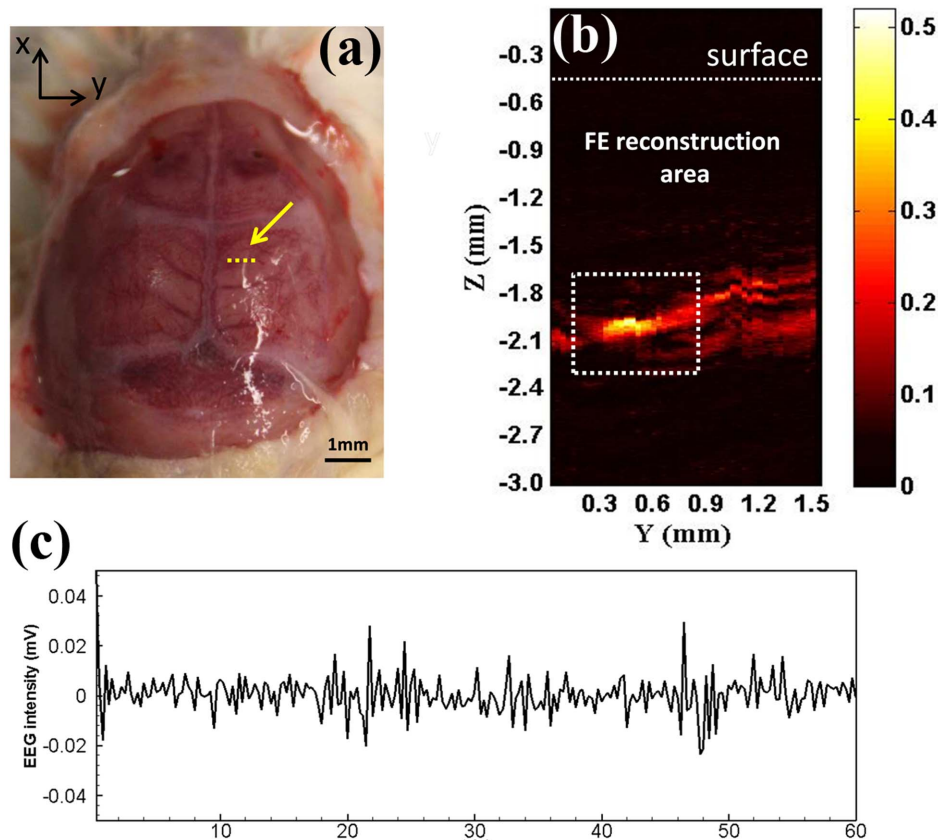 (a)
x
y
1mm
(b)
surface
FE reconstruction
area
Z (mm)
-0.3
-0.6
-0.9
-1.2
-1.5
-1.8
-2.1
-2.4
-2.7
-3.0
0.3 0.6 0.9 1.2 1.5
Y (mm)
0.5
0.4
0.3
0.2
0.1
0
y
(c)
EEG intensity (mV)
0.04
0.02
0
-0.02
-0.04
10 20 30 40 50 60